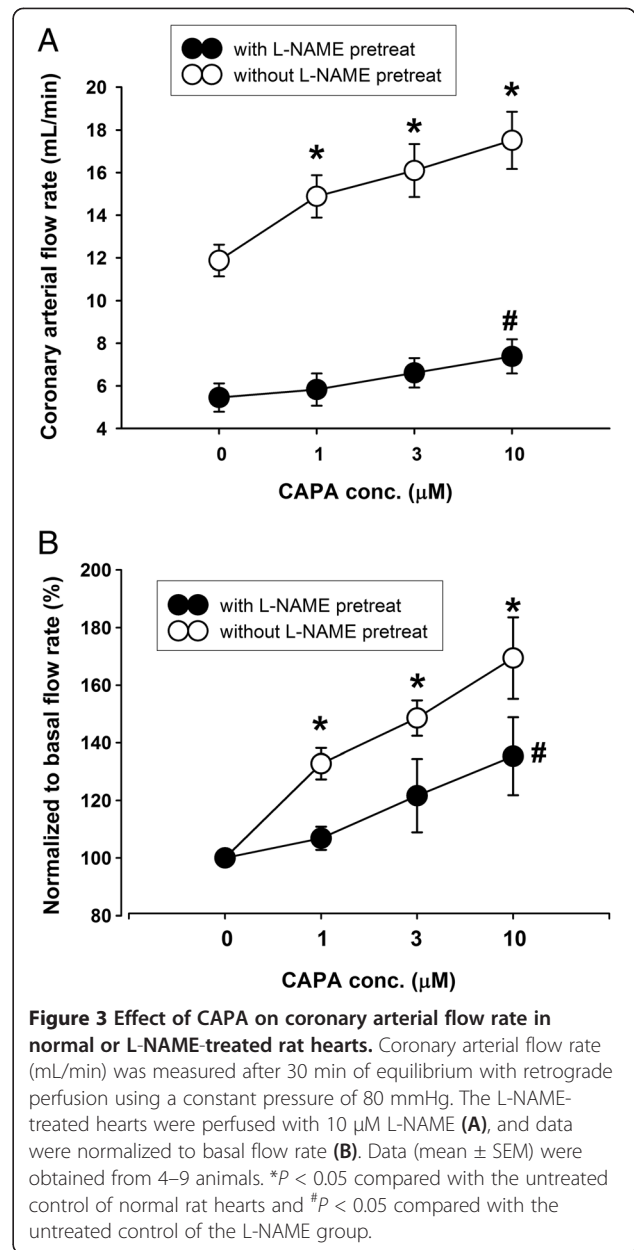 A
with L-NAME pretreat
without L-NAME pretreat
Coronary arterial flow rate (mL/min)
20
18
16
14
12
10
8
6
4
*
*
*
#
0 1 3 10
CAPA conc. (μM)
B
with L-NAME pretreat
without L-NAME pretreat
Normalized to basal flow rate (%)
200
180
160
140
120
100
80
*
*
*
#
0 1 3 10
CAPA conc. (μM)
Figure 3 Effect of CAPA on coronary arterial flow rate in
normal or L-NAME-treated rat hearts. Coronary arterial flow rate
(mL/min) was measured after 30 min of equilibrium with retrograde
perfusion using a constant pressure of 80 mmHg. The L-NAME-
treated hearts were perfused with 10 μM L-NAME (A), and data
were normalized to basal flow rate (B). Data (mean ± SEM) were
obtained from 4–9 animals. *P < 0.05 compared with the untreated
control of normal rat hearts and #P < 0.05 compared with the
untreated control of the L-NAME group.